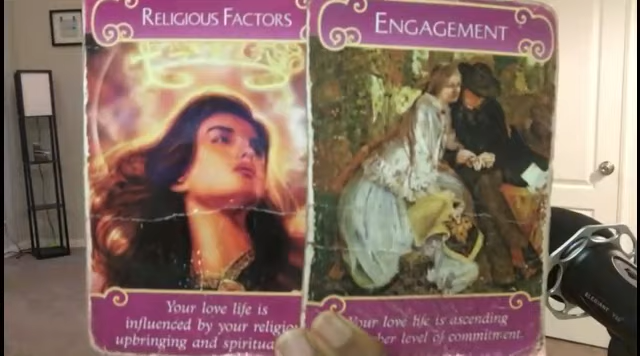 RELIGIOUS FACTORS
Your love life is
influenced by your religiou
upbringing and spiritua
ENGAGEMENT
Your love life is ascending
her level of commitment.